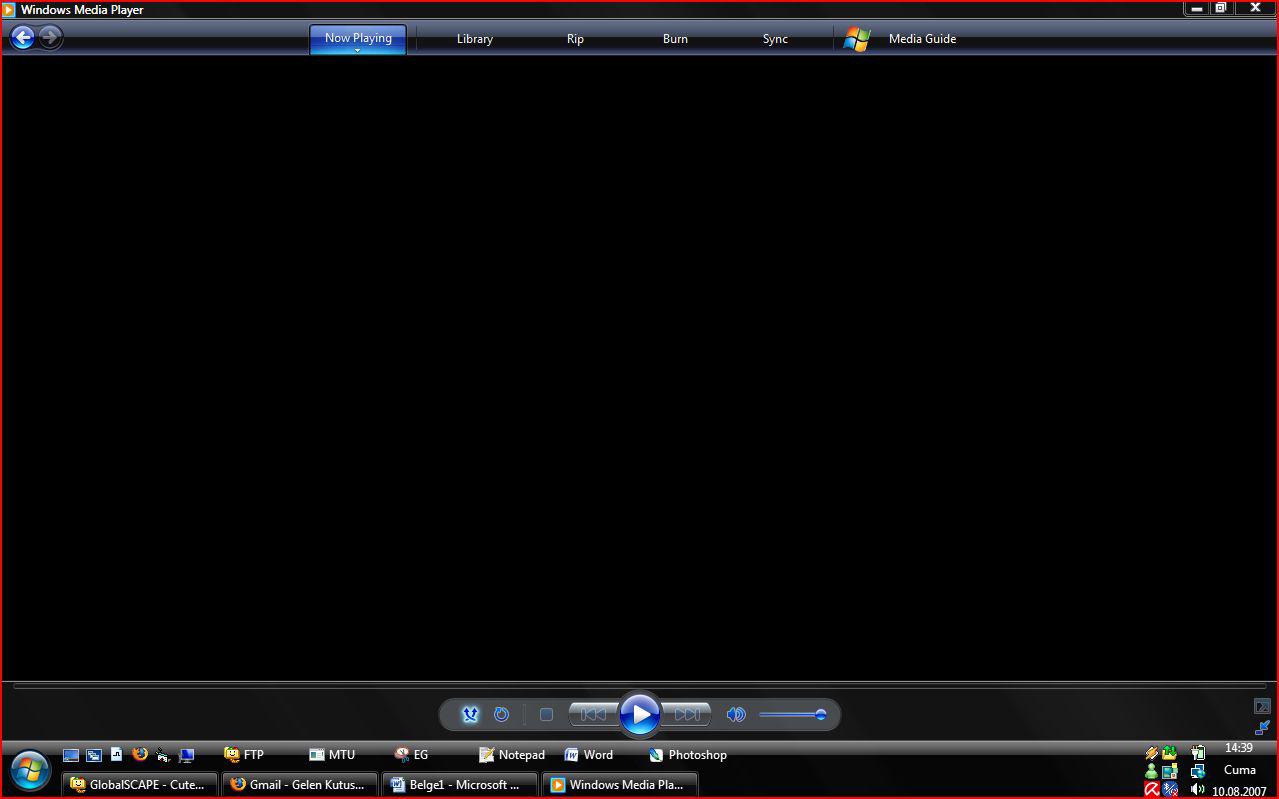 Windows Media Player
Now Playing Library Rip Burn Sync Media Guide
FTP MTU EG Notepad Word Photoshop
14:39
Cuma
GlobalSCAPE - Cute... Gmail - Gelen Kutus... Belge1 - Microsoft ... Windows Media Pla...
10.08.2007